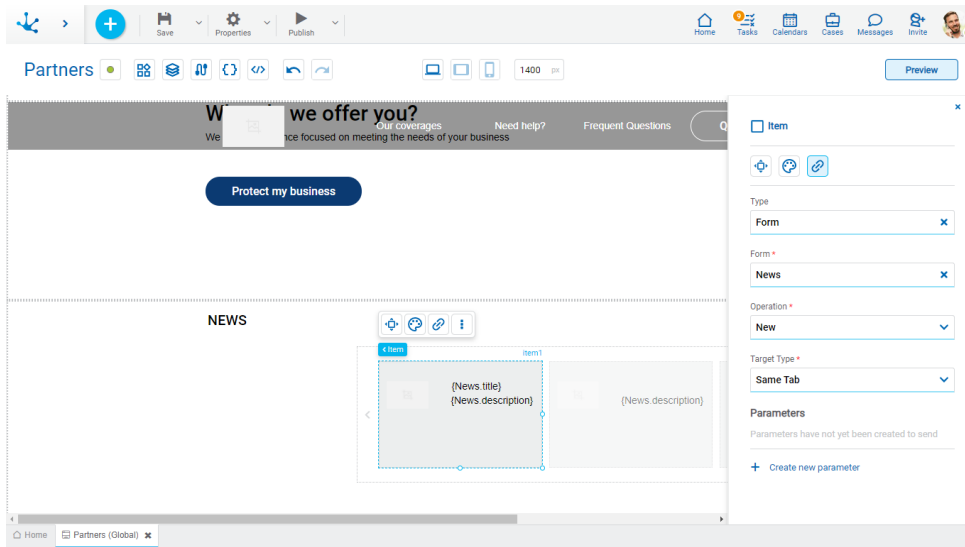 Save
Properties
Publish
Home
9
Tasks
Calendars
Cases
Messages
Invite
Partners
1400 px
Preview
we offer you?
We
nce focused on meeting the needs of your business
Our coverages
Need help?
Frequent Questions
Q
Protect my business
NEWS
Item
item1
{News.title}
{News.description}
{News.description}
Item
Type
Form
Form *
News
Operation *
New
Target Type *
Same Tab
Parameters
Parameters have not yet been created to send
+ Create new parameter
Home
Partners (Global)